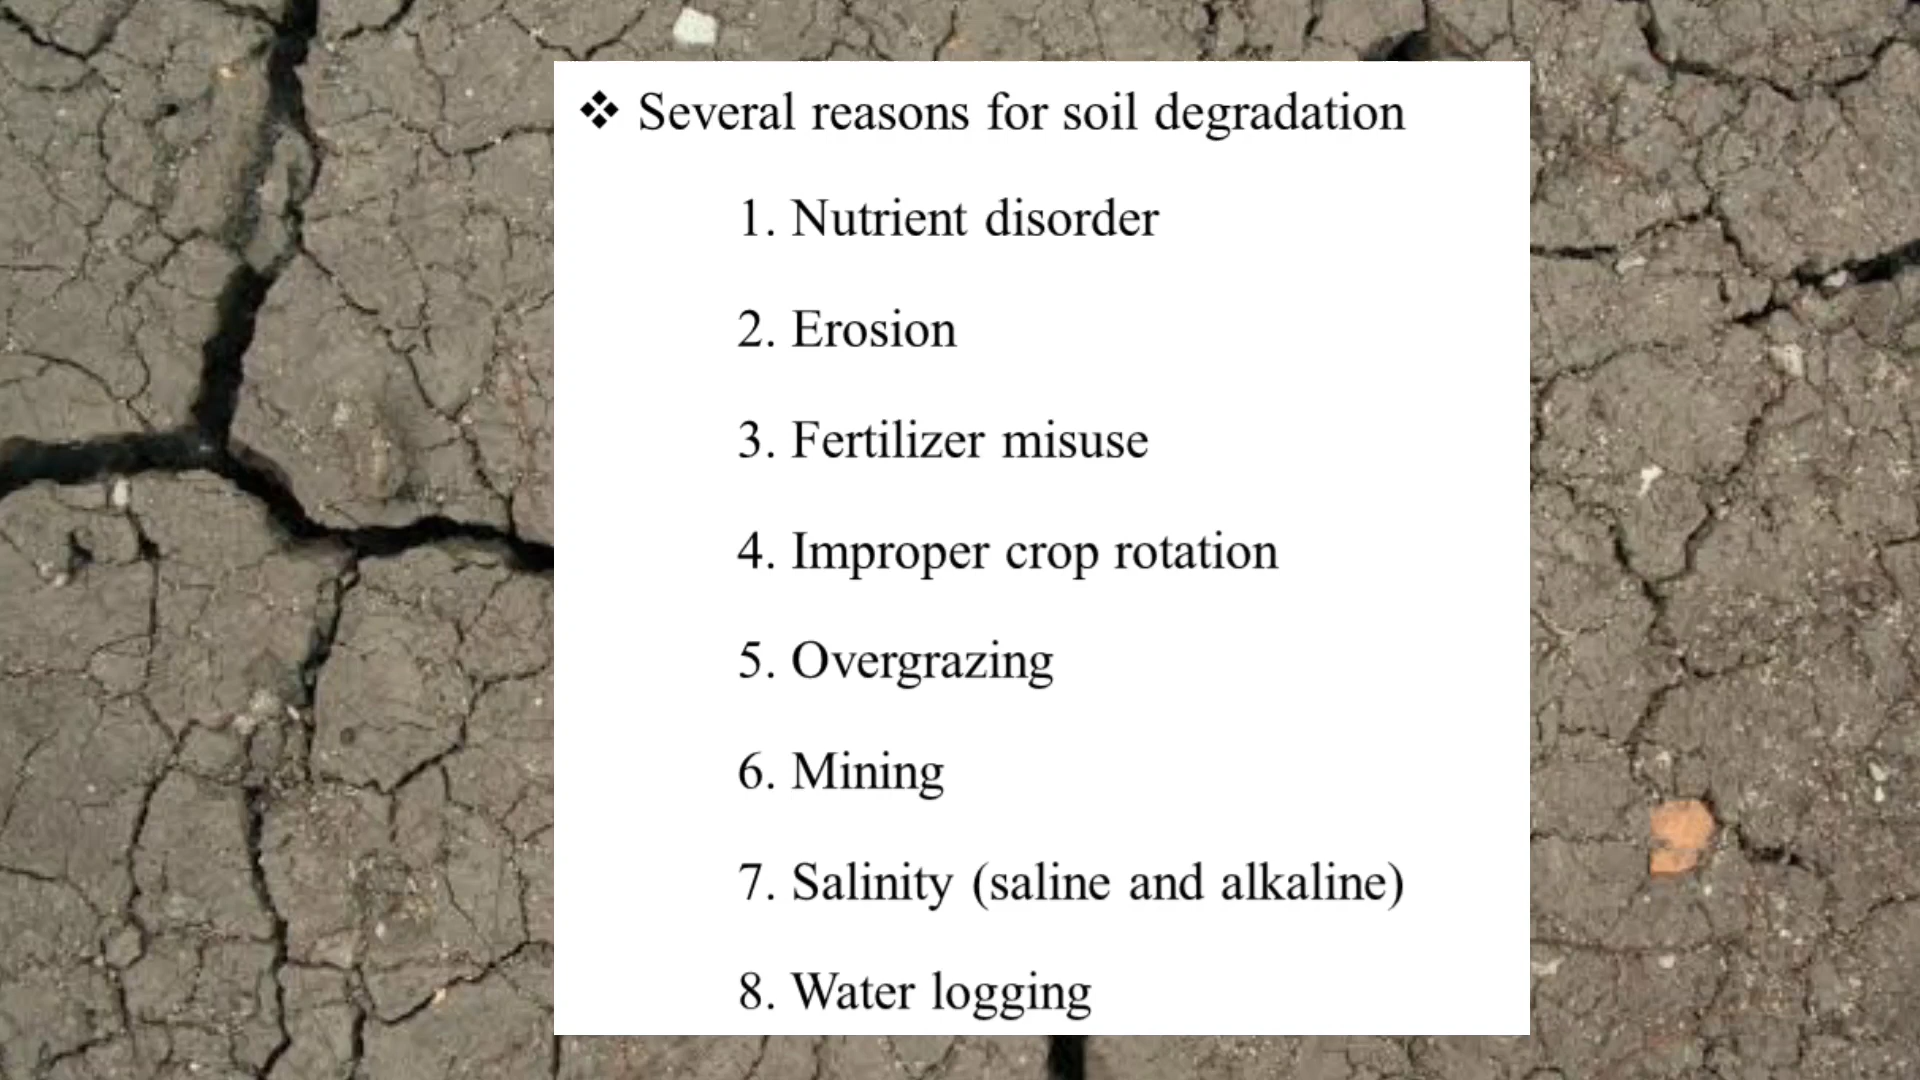 ❖ Several reasons for soil degradation
1. Nutrient disorder
2. Erosion
3. Fertilizer misuse
4. Improper crop rotation
5. Overgrazing
6. Mining
7. Salinity (saline and alkaline)
8. Water logging